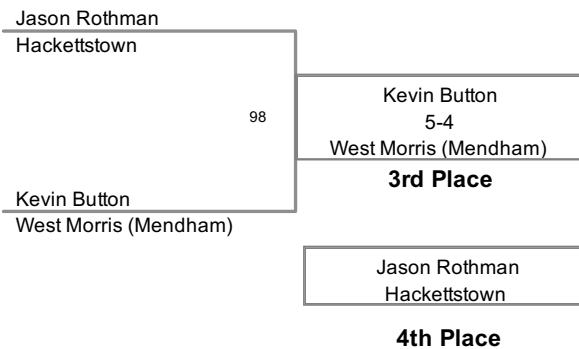 Jason Rothman
Hackettstown
98
Kevin Button
5-4
West Morris (Mendham)
3rd Place
Kevin Button
West Morris (Mendham)
Jason Rothman
Hackettstown
4th Place